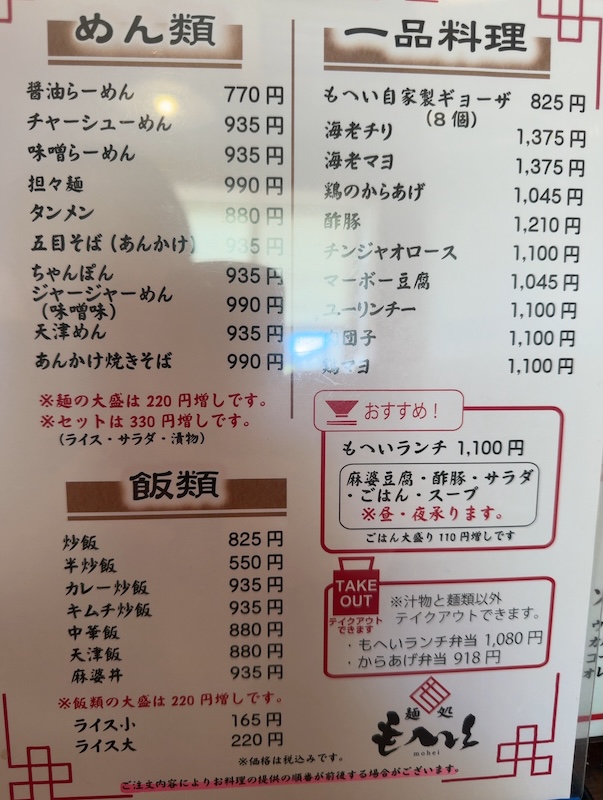 めん類
醤油らーめん 770円
チャーシューめん 935円
味噌らーめん 935円
担々麺 990円
タンメン 880円
五目そば(あんかけ) 935円
ちゃんぽん 935円
ジャージャーめん 990円
(味噌味)
天津めん 935円
あんかけ焼きそば 990円
※麺の大盛は220円増しです。
※セットは330円増しです。
(ライス・サラダ・漬物)
飯類
炒飯 825円
半炒飯 550円
カレー炒飯 935円
キムチ炒飯 935円
中華飯 880円
天津飯 880円
麻婆丼 935円
※飯類の大盛は220円増しです。
ライス小 165円
ライス大 220円
※価格は税込みです。
ご注文内容によりお料理の提供の順番が前後する場合がございます。
一品料理
もへい自家製ギョーザ 825円
(8個)
海老チリ 1,375円
海老マヨ 1,375円
鶏のからあげ 1,045円
酢豚 1,210円
チンジャオロース 1,100円
マーボー豆腐 1,045円
ユーリンチー 1,100円
団子 1,100円
鶏マヨ 1,100円
おすすめ!
もへいランチ 1,100円
麻婆豆腐・酢豚・サラダ
・ごはん・スープ
※昼・夜承ります。
ごはん大盛り110円増しです
TAKE
OUT
テイクアウト
できます
※汁物と麺類以外
テイクアウトできます。
・もへいランチ弁当 1,080円
・からあげ弁当 918円
麺処
もへい
mohei